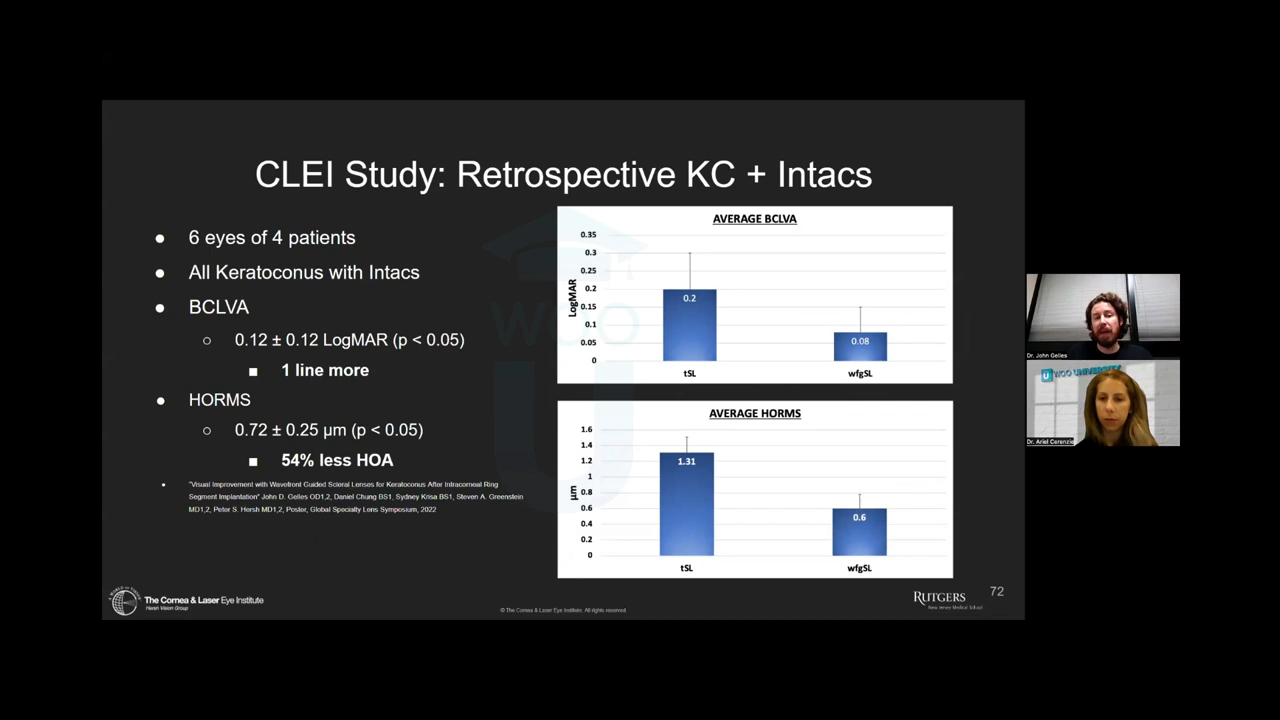 CLEI Study: Retrospective KC + Intacs
● 6 eyes of 4 patients
● All Keratoconus with Intacs
● BCLVA
○ 0.12 ± 0.12 LogMAR (p < 0.05)
■ 1 line more
● HORMS
○ 0.72 ± 0.25 µm (p < 0.05)
■ 54% less HOA
• "Visual Improvement with Wavefront Guided Scleral Lenses for Keratoconus After Intracorneal Ring
Segment Implantation" John D. Gelles OD1,2, Daniel Chung BS1, Sydney Krisa BS1, Steven A. Greenstein
MD1,2, Peter S. Hersh MD1,2, Poster, Global Specialty Lens Symposium, 2022
AVERAGE BCLVA
LogMAR
0.35
0.3
0.25
0.2
0.15
0.1
0.05
0
0.2
0.08
tSL
wfgSL
AVERAGE HORMS
µm
1.6
1.4
1.2
1
0.8
0.6
0.4
0.2
0
1.31
0.6
tSL
wfgSL
WOO
U
The Cornea & Laser Eye Institute
Hersh Vision Group
© The Cornea & Laser Eye Institute. All rights reserved
RUTGERS
New Jersey Medical School
72
Dr. John Gelles
U WOO UNIVERSITY
Dr. Ariel Cerenzie